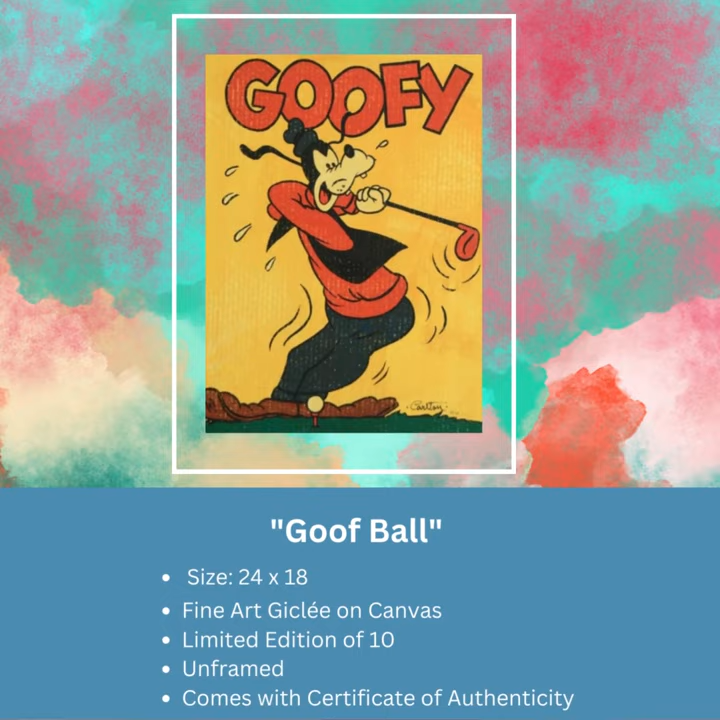 GOOFY
Carlton
"Goof Ball"
• Size: 24 x 18
• Fine Art Giclée on Canvas
• Limited Edition of 10
• Unframed
• Comes with Certificate of Authenticity